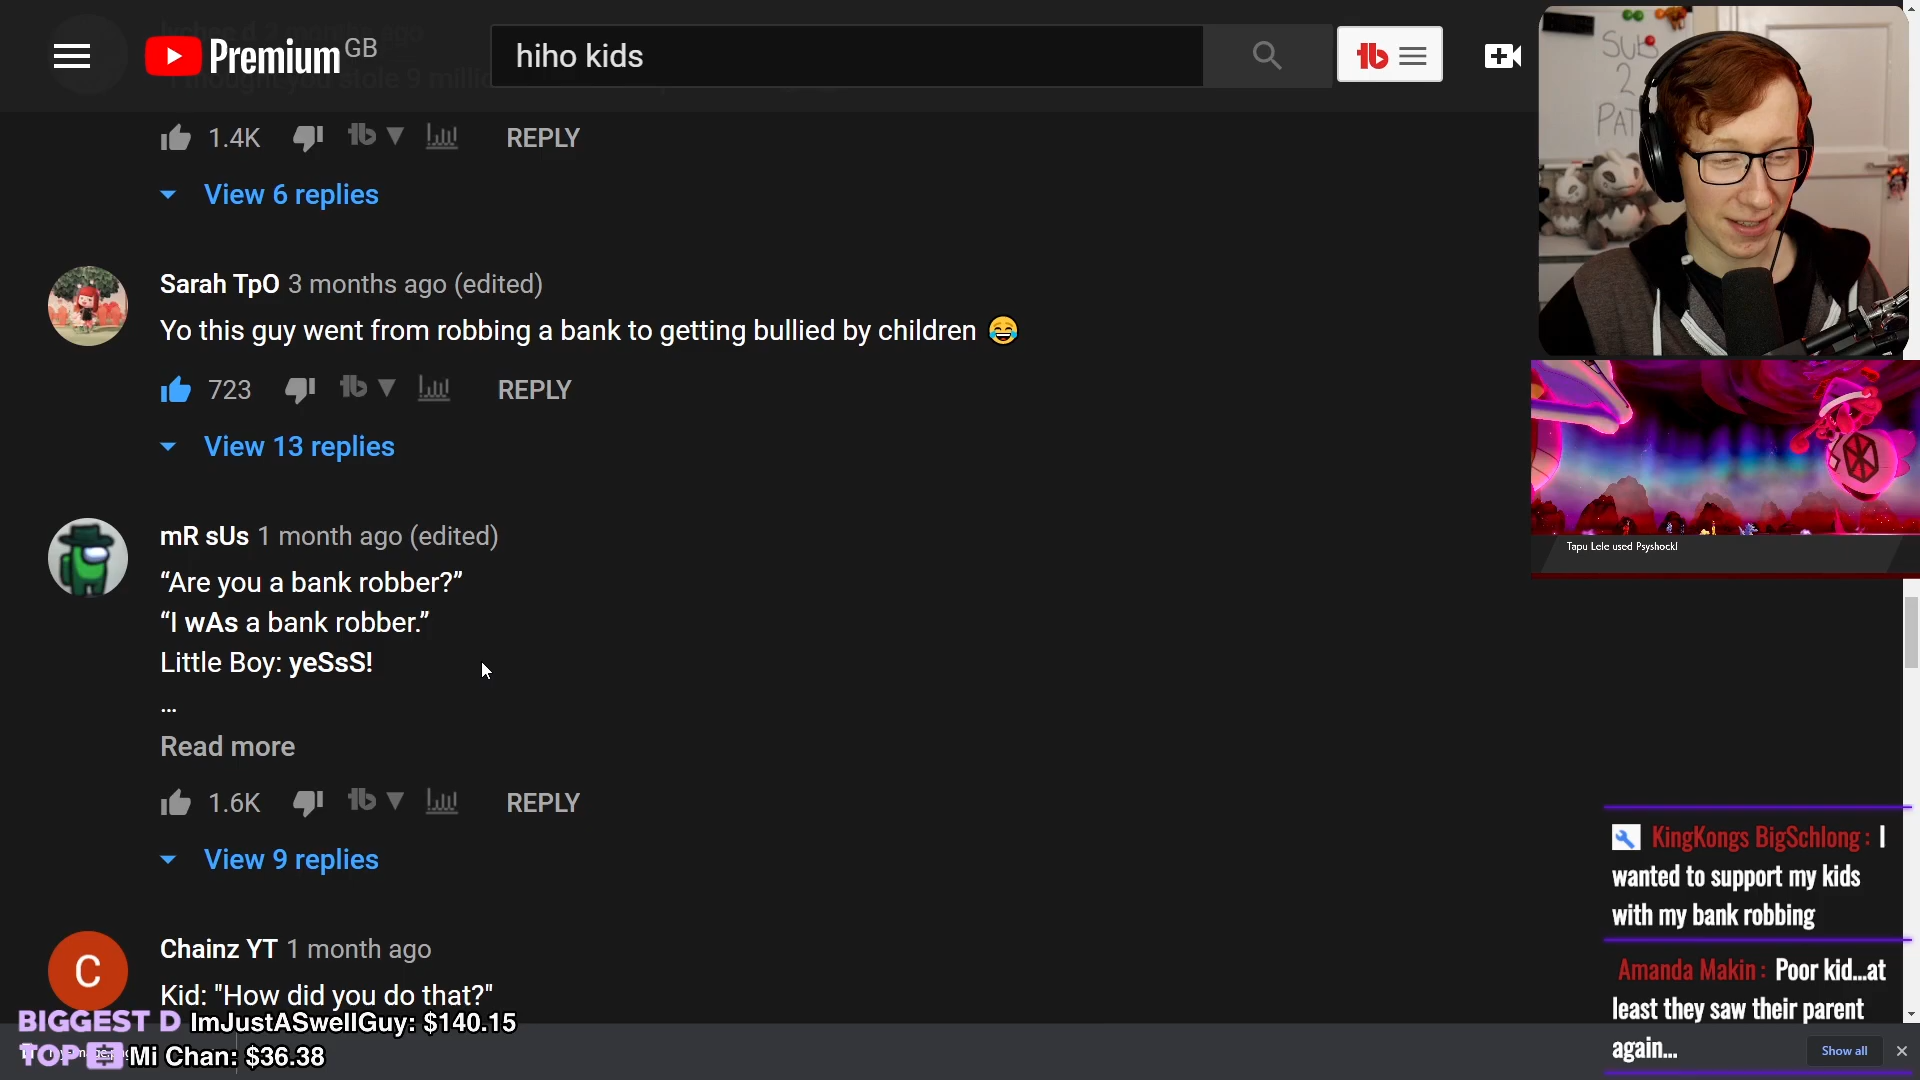 Premium GB
hiho kids
SUB
2
PAT
1.4K
REPLY
View 6 replies
Sarah TpO 3 months ago (edited)
Yo this guy went from robbing a bank to getting bullied by children 😂
723
REPLY
View 13 replies
Tapu Lele used Psyshock!
mR sUs 1 month ago (edited)
“Are you a bank robber?”
“I wAs a bank robber.”
Little Boy: yeSsS!
...
Read more
1.6K
REPLY
View 9 replies
KingKongs BigSchlong : I
wanted to support my kids
with my bank robbing
Chainz YT 1 month ago
C
Kid: "How did you do that?"
Amanda Makin : Poor kid...at
least they saw their parent
again...
BIGGEST D ImJustASwellGuy: $140.15
TOP Mi Chan: $36.38
Show all